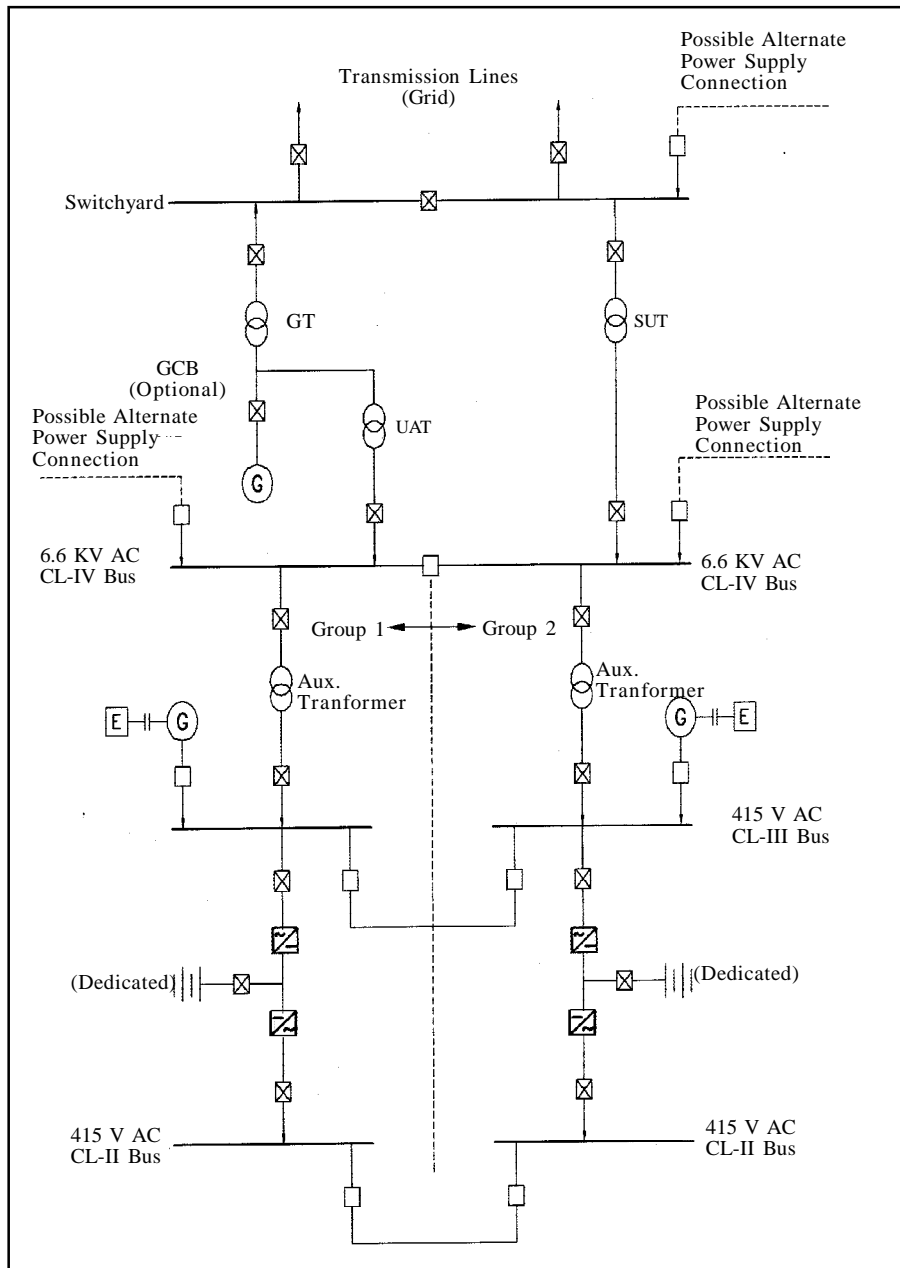 Possible Alternate
Power Supply
Connection
Transmission Lines
(Grid)
Switchyard
GT
SUT
GCB
(Optional)
UAT
Possible Alternate
Power Supply
Connection
Possible Alternate
Power Supply
Connection
G
6.6 KV AC
CL-IV Bus
6.6 KV AC
CL-IV Bus
Group 1
Group 2
Aux.
Tranformer
Aux.
Tranformer
E
G
G
E
415 V AC
CL-III Bus
(Dedicated)
(Dedicated)
415 V AC
CL-II Bus
415 V AC
CL-II Bus